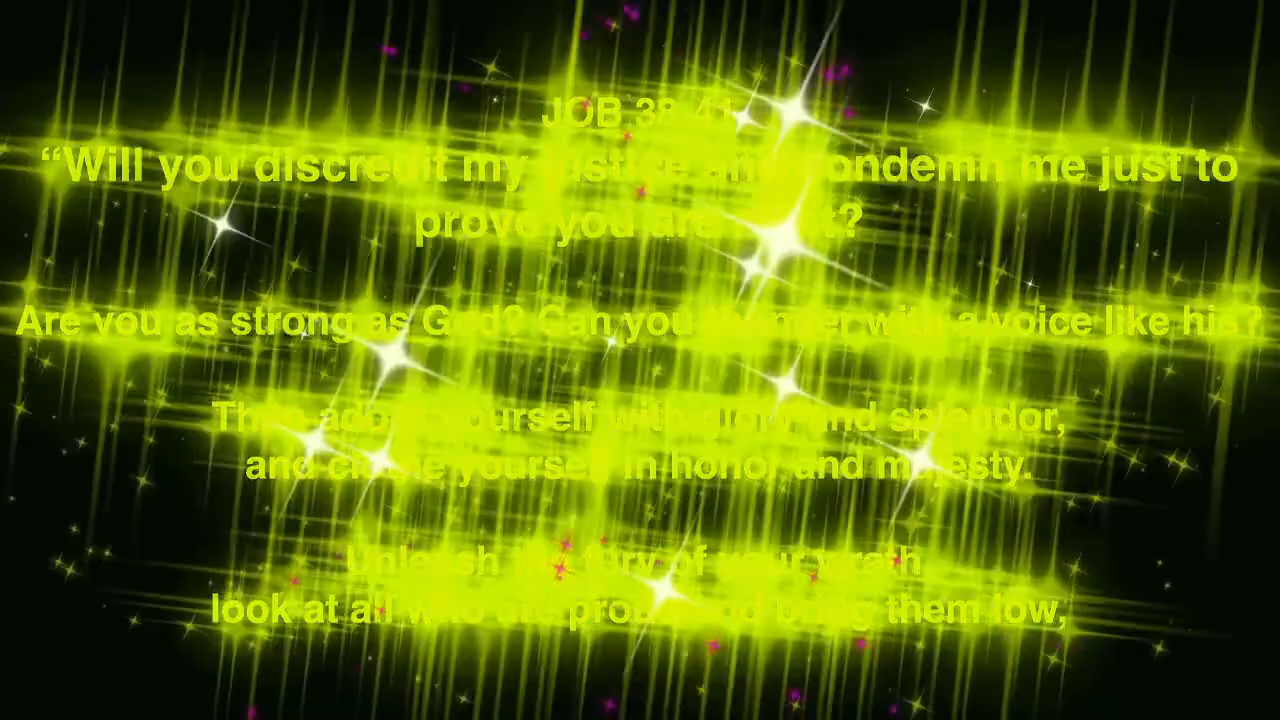 JOB 38-41
“Will you discredit my justice and condemn me just to
prove you are right?
Are you as strong as God? Can you thunder with a voice like his?
Then adorn yourself with glory and splendor,
and clothe yourself in honor and majesty.
Unleash the fury of your wrath
look at all who are proud and bring them low,